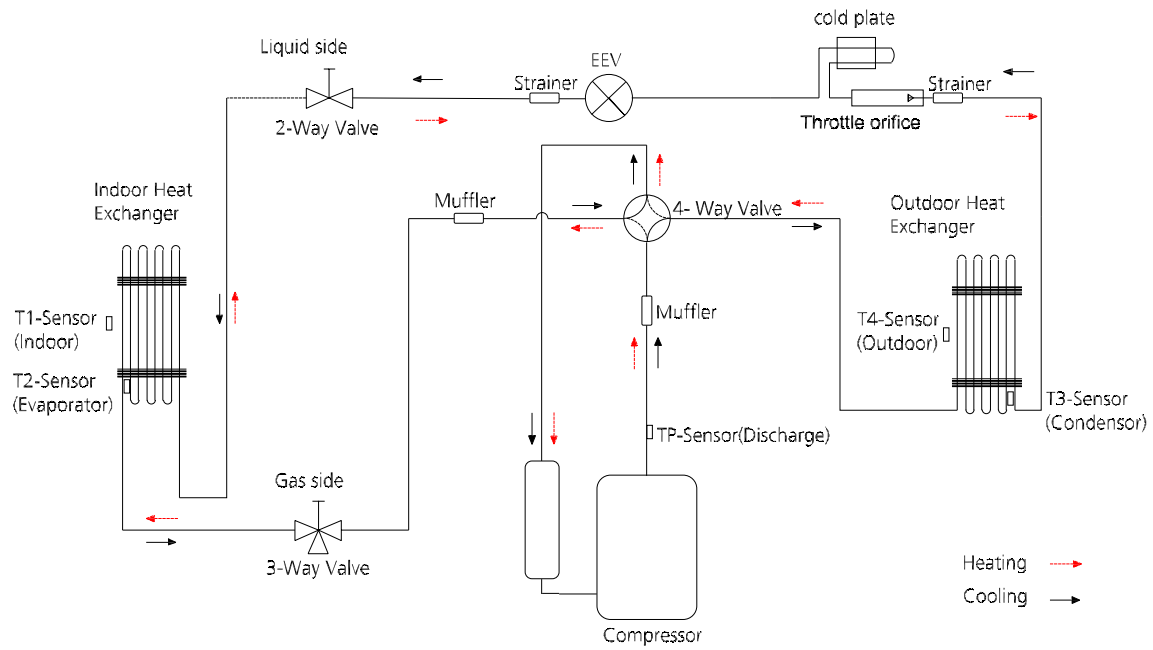 cold plate
Liquid side
EEV
Strainer
Strainer
2-Way Valve
Throttle orifice
Indoor Heat
Exchanger
Muffler
4- Way Valve
Outdoor Heat
Exchanger
T1-Sensor
(Indoor)
Muffler
T4-Sensor
(Outdoor)
T2-Sensor
(Evaporator)
T3-Sensor
(Condensor)
TP-Sensor(Discharge)
Gas side
3-Way Valve
Heating
Cooling
Compressor